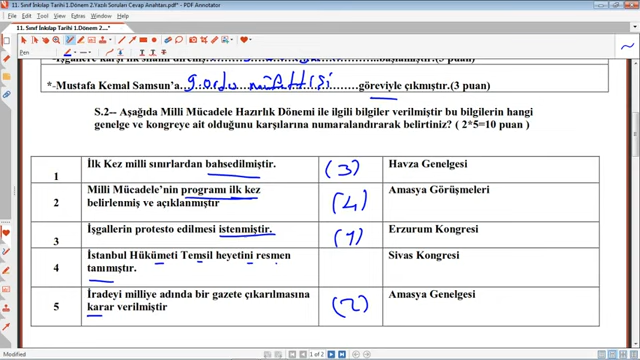 11. Sınıf İnkılap Tarihi 1.Dönem 2.Yazılı Soruları Cevap Anahtarı.pdf* - PDF Annotator
File Edit View Insert Tool Extras Window Help
11. Sınıf İnkılap Tarihi 1.Dönem 2....*
Pen
*-Mustafa Kemal Samsun'a 9.ordu müfettişi göreviyle çıkmıştır.(3 puan)
S.2-- Aşağıda Milli Mücadele Hazırlık Dönemi ile ilgili bilgiler verilmiştir bu bilgilerin hangi
genelge ve kongreye ait olduğunu karşılarına numaralandırarak belirtiniz? ( 2*5=10 puan )
1 İlk Kez milli sınırlardan bahsedilmiştir. (3) Havza Genelgesi
2 Milli Mücadele'nin programı ilk kez belirlenmiş ve açıklanmıştır (4) Amasya Görüşmeleri
3 İşgallerin protesto edilmesi istenmiştir. (1) Erzurum Kongresi
4 İstanbul Hükümeti Temsil heyetini resmen tanımıştır. Sivas Kongresi
5 İradeyi milliye adında bir gazete çıkarılmasına karar verilmiştir (2) Amasya Genelgesi
Modified
1 of 2